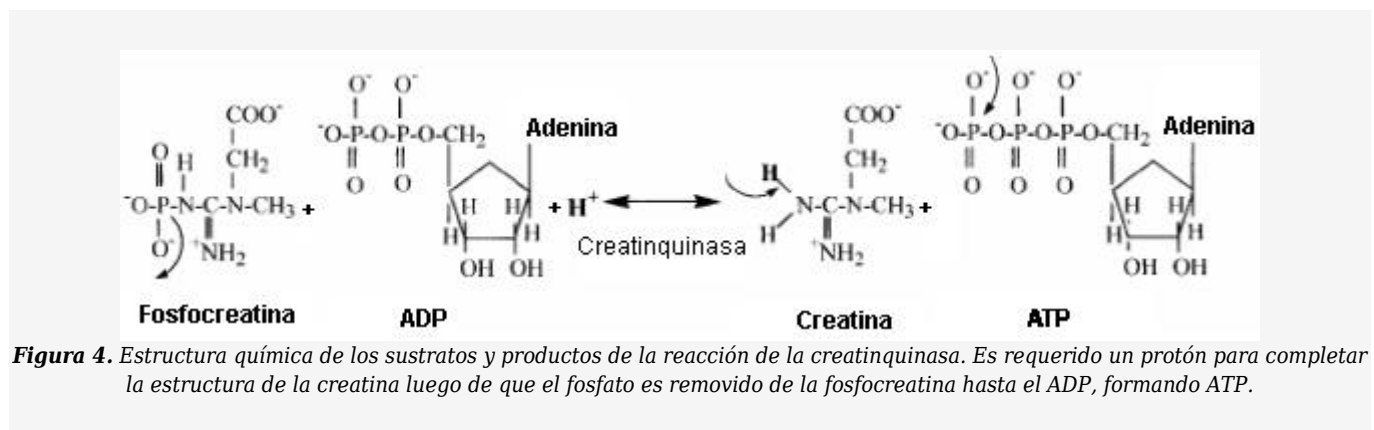 O⁻ O⁻
COO⁻
⁻O-P-O-P-O-CH₂ Adenina
O H CH₂ O O
⁻O-P-N-C-N-CH₃ + H H + H⁺
O⁻ ⁺NH₂ H H Creatinquinasa
OH OH
Fosfocreatina ADP
O⁻ O⁻ O⁻
COO⁻
⁻O-P-O-P-O-P-O-CH₂ Adenina
H CH₂ O O O
N-C-N-CH₃ + H H
H ⁺NH₂ H H
OH OH
Creatina ATP
Figura 4. Estructura química de los sustratos y productos de la reacción de la creatinquinasa. Es requerido un protón para completar
la estructura de la creatina luego de que el fosfato es removido de la fosfocreatina hasta el ADP, formando ATP.